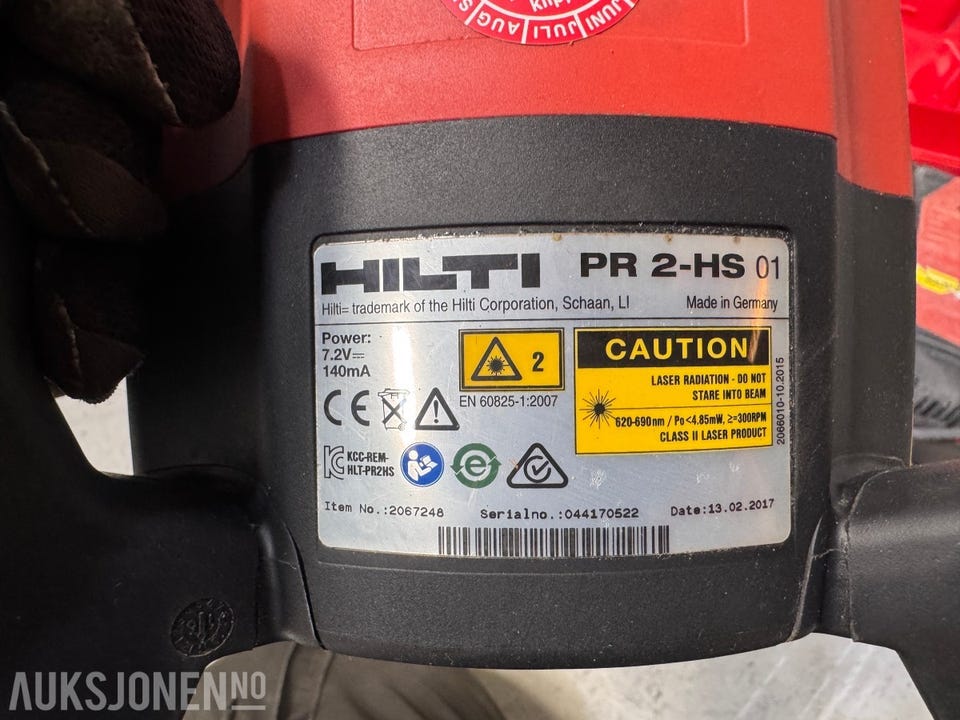 AUG JULI JUNI
HILTI PR 2-HS 01
Hilti= trademark of the Hilti Corporation, Schaan, LI Made in Germany
Power:
7.2V
140mA
2
EN 60825-1:2007
CAUTION
LASER RADIATION - DO NOT
STARE INTO BEAM
620-690nm / Po<4.85mW, ≥=300RPM
CLASS II LASER PRODUCT
2066010-10.2015
CE
KCC-REM-
HLT-PR2HS
e
Item No.:2067248 Serialno.:044170522 Date:13.02.2017
AUKSJONEN NO